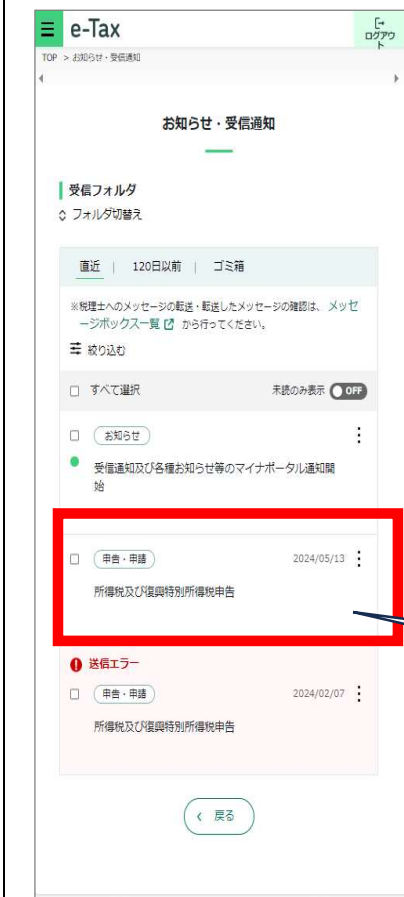 e-Tax
ログアウ
ト
TOP > お知らせ・受信通知
お知らせ・受信通知
受信フォルダ
フォルダ切替え
直近 | 120日以前 | ゴミ箱
※税理士へのメッセージの転送・転送したメッセージの確認は、 メッセ
ージボックス一覧 から行ってください。
絞り込む
すべて選択 未読のみ表示 OFF
お知らせ
受信通知及び各種お知らせ等のマイナポータル通知開
始
申告・申請 2024/05/13
所得税及び復興特別所得税申告
送信エラー
申告・申請 2024/02/07
所得税及び復興特別所得税申告
戻る